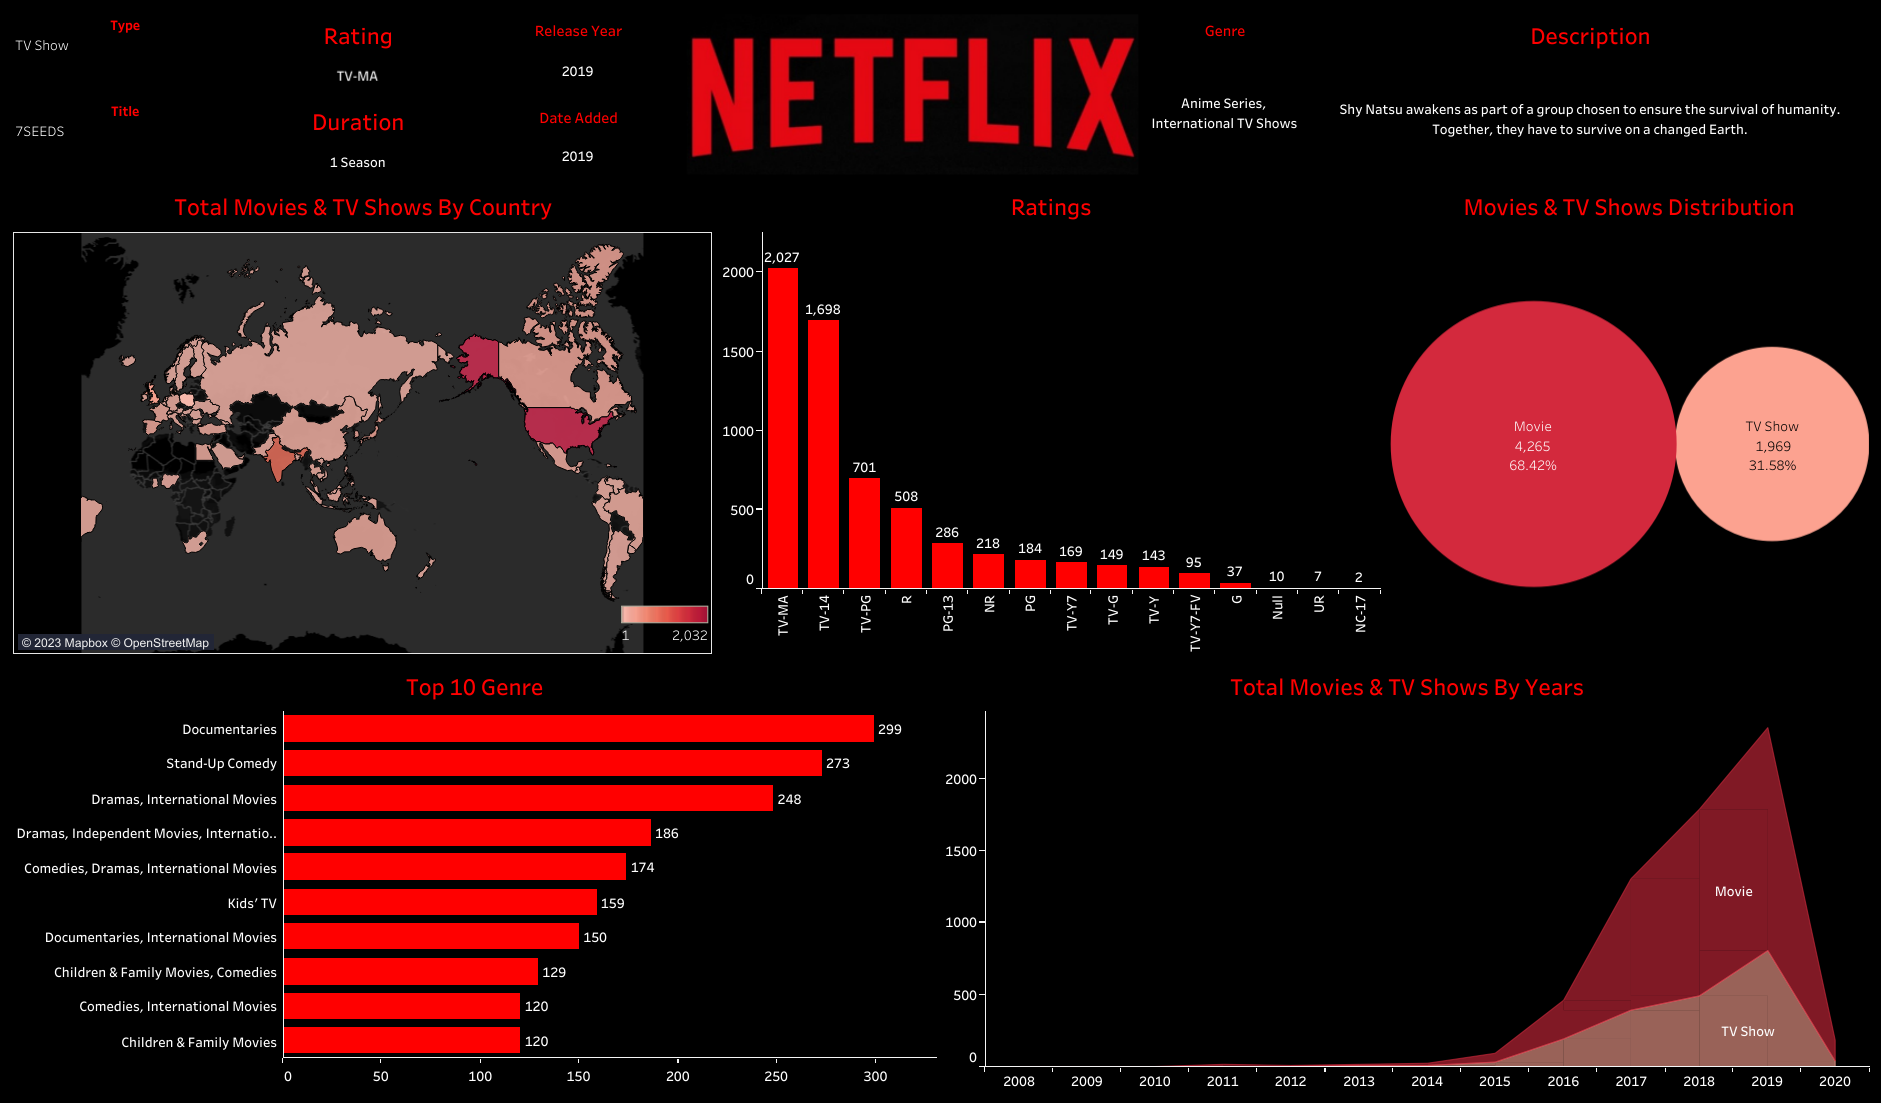 Type
TV Show
Title
7SEEDS
Rating
TV-MA
Duration
1 Season
Release Year
2019
Date Added
2019
NETFLIX
Genre
Anime Series,
International TV Shows
Description
Shy Natsu awakens as part of a group chosen to ensure the survival of humanity.
Together, they have to survive on a changed Earth.
Total Movies & TV Shows By Country
1 2,032
© 2023 Mapbox © OpenStreetMap
Ratings
2000
1500
1000
500
0
2,027
1,698
701
508
286
218
184
169
149
143
95
37
10
7
2
TV-MA
TV-14
TV-PG
R
PG-13
NR
PG
TV-Y7
TV-G
TV-Y
TV-Y7-FV
G
Null
UR
NC-17
Movies & TV Shows Distribution
Movie
4,265
68.42%
TV Show
1,969
31.58%
Top 10 Genre
Documentaries 299
Stand-Up Comedy 273
Dramas, International Movies 248
Dramas, Independent Movies, Internatio.. 186
Comedies, Dramas, International Movies 174
Kids' TV 159
Documentaries, International Movies 150
Children & Family Movies, Comedies 129
Comedies, International Movies 120
Children & Family Movies 120
0 50 100 150 200 250 300
Total Movies & TV Shows By Years
2000
1500
1000
500
0
Movie
TV Show
2008 2009 2010 2011 2012 2013 2014 2015 2016 2017 2018 2019 2020